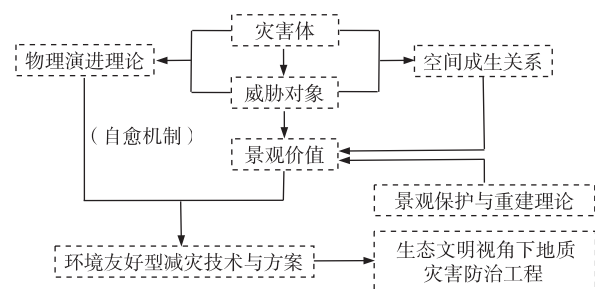 灾害体
物理演进理论
空间成生关系
威胁对象
（自愈机制）
景观价值
景观保护与重建理论
环境友好型减灾技术与方案
生态文明视角下地质
灾害防治工程